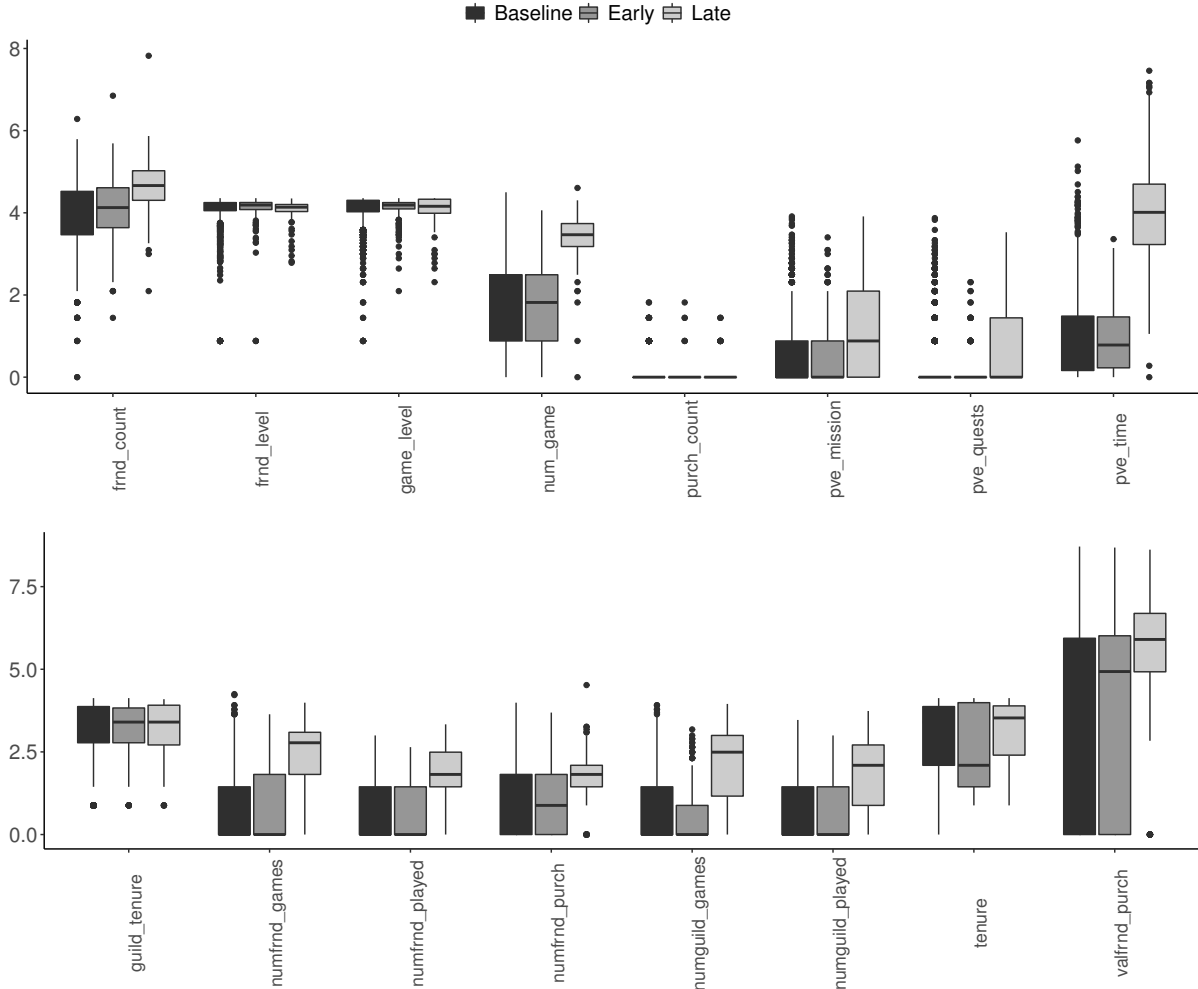 Baseline Early Late
8
6
4
2
0
frnd_count
frnd_level
game_level
num_game
purch_count
pve_mission
pve_quests
pve_time
7.5
5.0
2.5
0.0
guild_tenure
numfrnd_games
numfrnd_played
numfrnd_purch
numguild_games
numguild_played
tenure
valfrnd_purch